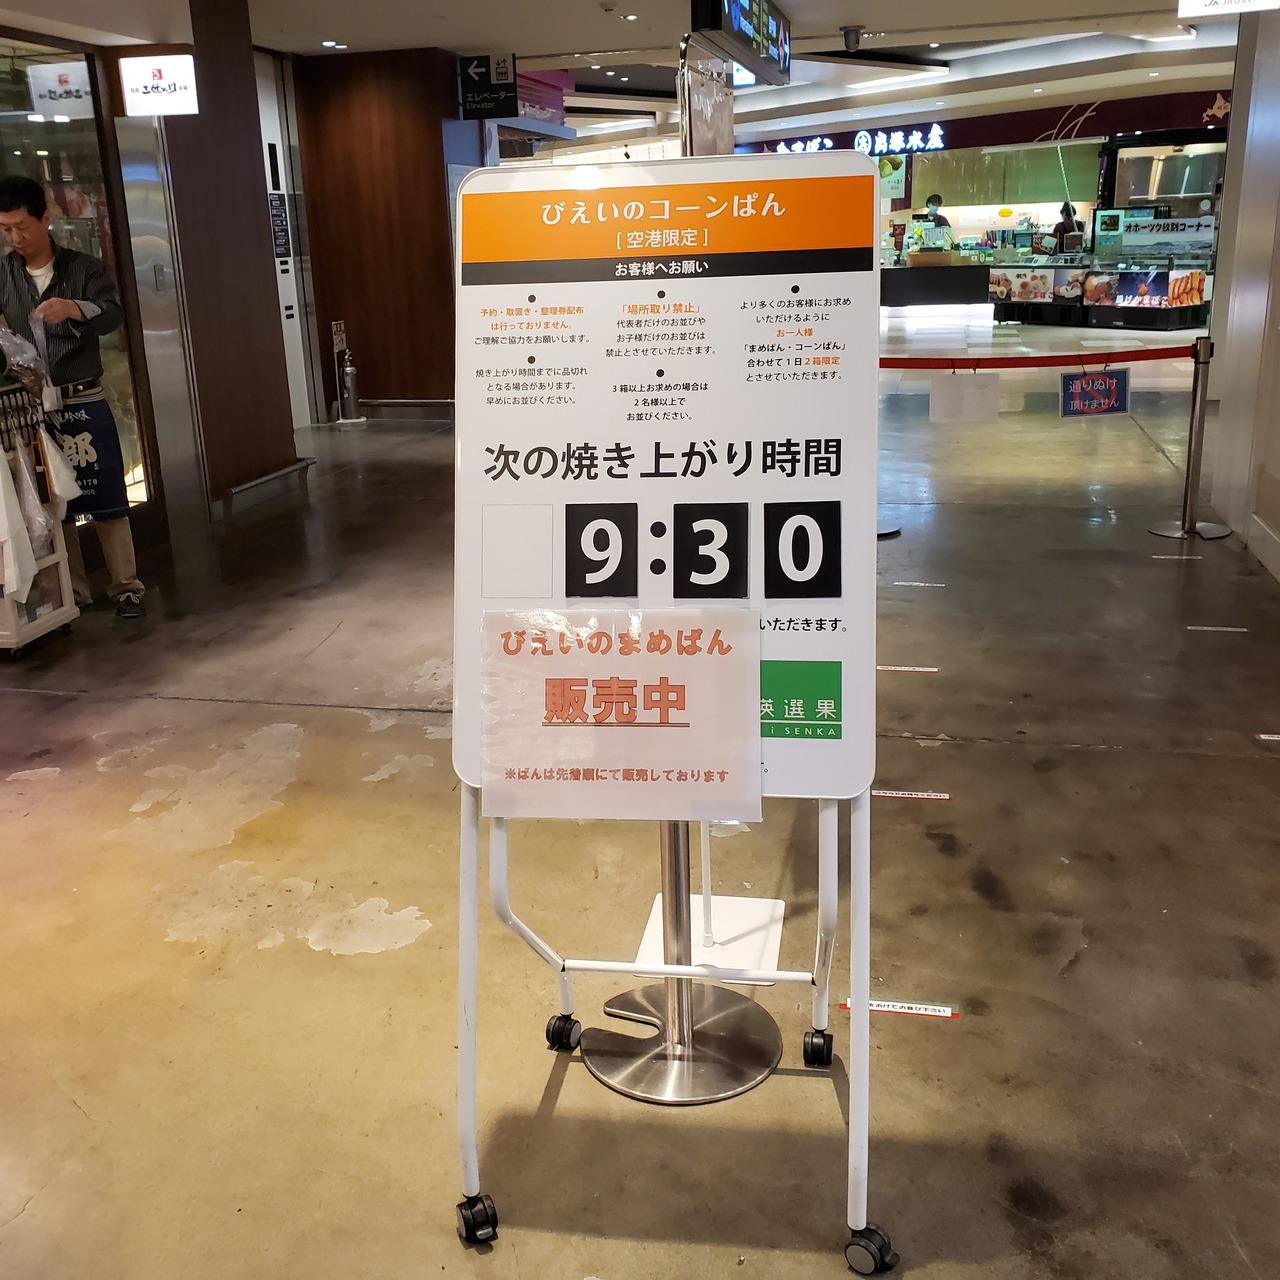 エレベーター
Elevator
出塚水産
オホーツク紋別コーナー
通りぬけ
頂けません
びえいのコーンぱん
[ 空港限定 ]
お客様へお願い
予約・取置き・整理券配布
は行っておりません。
ご理解ご協力をお願いします。
焼き上がり時間までに品切れ
となる場合があります。
早めにお並びください。
「場所取り禁止」
代表者だけのお並びや
お子様だけのお並びは
禁止とさせていただきます。
3箱以上お求めの場合は
2名様以上で
お並びください。
より多くのお客様にお求め
いただけるように
お一人様
「まめぱん・コーンぱん」
合わせて1日2箱限定
とさせていただきます。
次の焼き上がり時間
9:30
いただきます。
びえいのまめぱん
販売中
※ぱんは先着順にて販売しております
瑛選果
i SENKA
す。